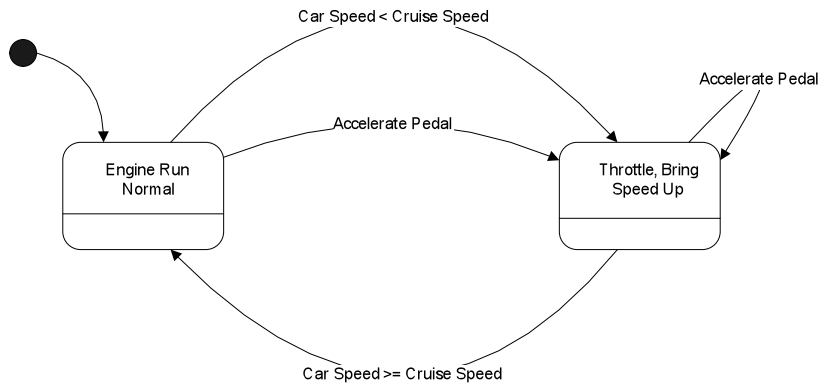 Car Speed < Cruise Speed
Accelerate Pedal
Accelerate Pedal
Engine Run
Normal
Throttle, Bring
Speed Up
Car Speed >= Cruise Speed